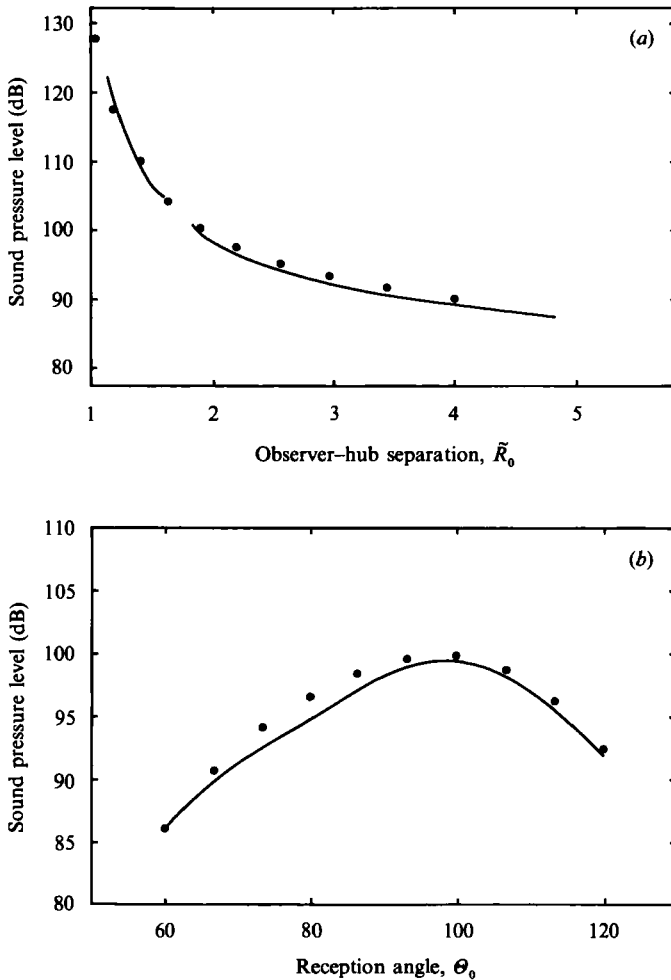 130
(a)
120
110
100
90
80
Sound pressure level (dB)
1 2 3 4 5
Observer–hub separation, R̃₀
110
(b)
105
100
95
90
85
80
Sound pressure level (dB)
60 80 100 120
Reception angle, Θ₀